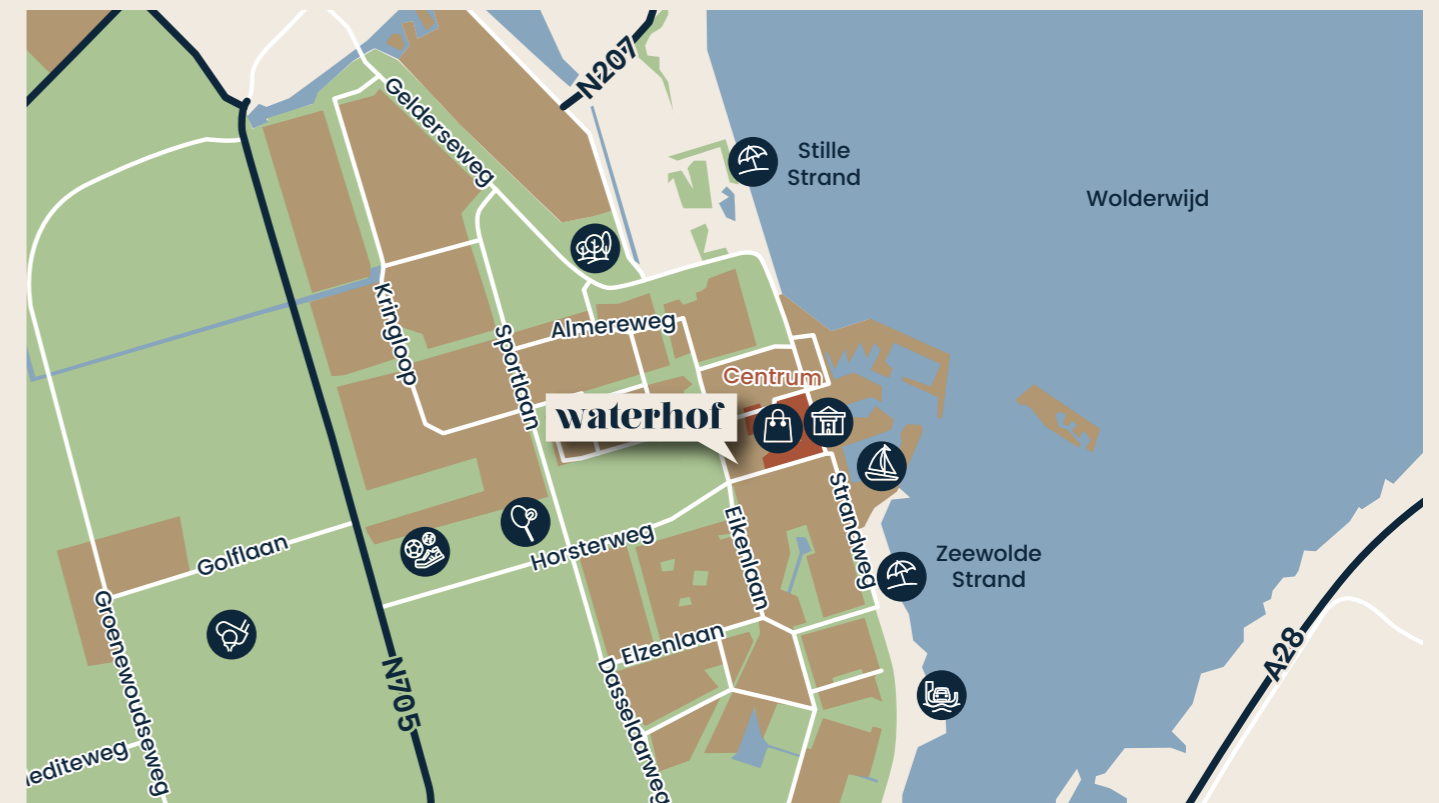 N207
Gelderseweg
Stille
Strand
Wolderwijd
Kringloop
Sportlaan
Almereweg
Centrum
waterhof
Strandweg
Eikenlaan
Horsterweg
Golflaan
Zeewolde
Strand
Groenewoudseweg
Elzenlaan
Dasselaarweg
N705
A28